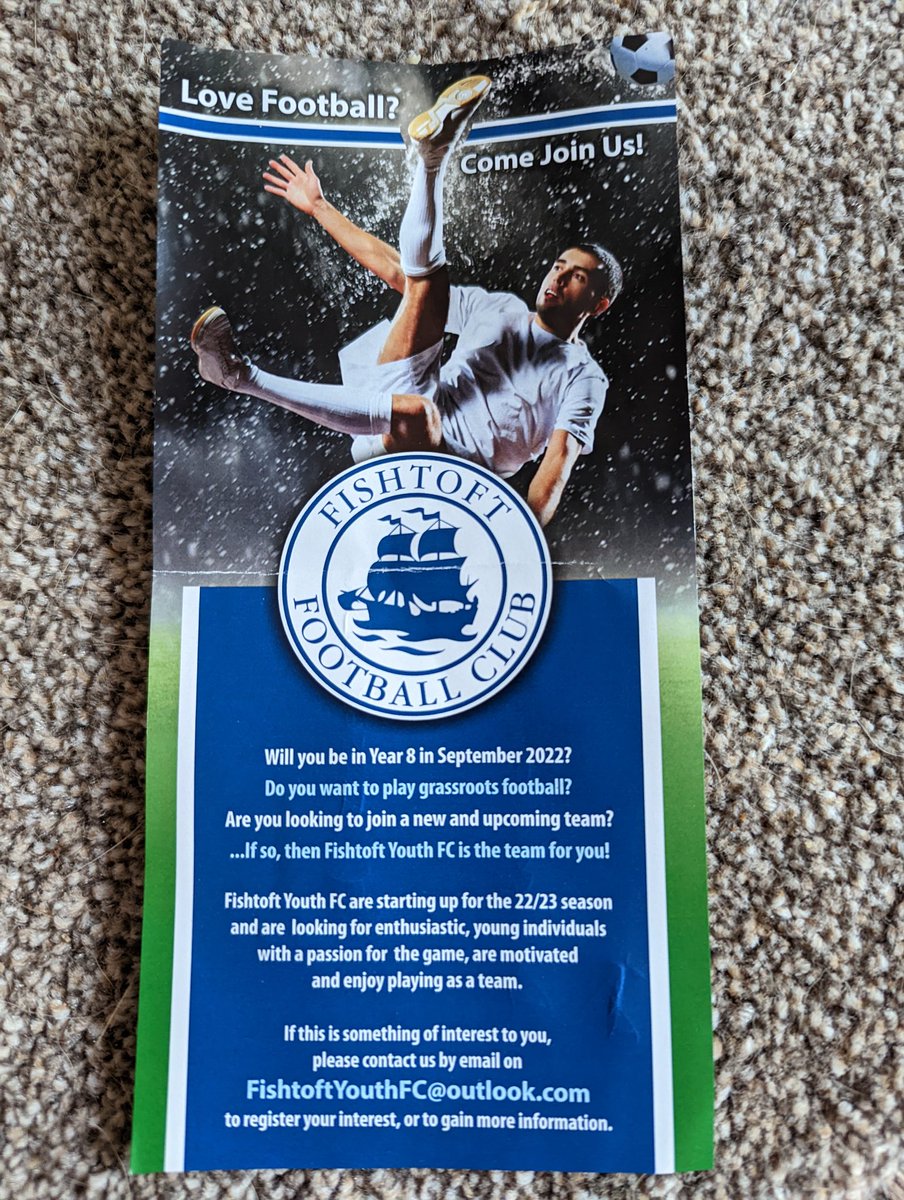 Love Football?
Come Join Us!
FISHTOFT
FOOTBALL CLUB
Will you be in Year 8 in September 2022?
Do you want to play grassroots football?
Are you looking to join a new and upcoming team?
...If so, then Fishtoft Youth FC is the team for you!
Fishtoft Youth FC are starting up for the 22/23 season
and are looking for enthusiastic, young individuals
with a passion for the game, are motivated
and enjoy playing as a team.
If this is something of interest to you,
please contact us by email on
FishtoftYouthFC@outlook.com
to register your interest, or to gain more information.